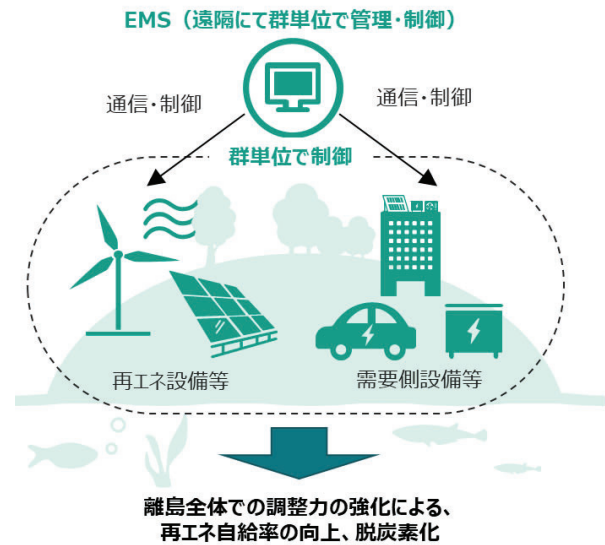 EMS（遠隔にて群単位で管理・制御）
通信・制御
通信・制御
群単位で制御
再エネ設備等
需要側設備等
離島全体での調整力の強化による、
再エネ自給率の向上、脱炭素化